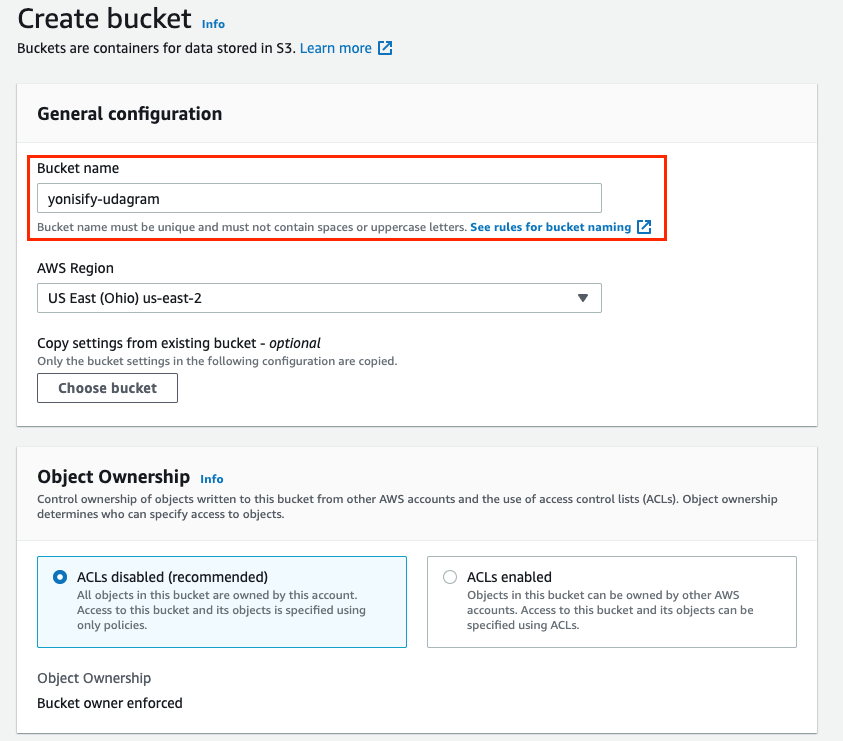 Create bucket Info
Buckets are containers for data stored in S3. Learn more
General configuration
Bucket name
yonisify-udagram
Bucket name must be unique and must not contain spaces or uppercase letters. See rules for bucket naming
AWS Region
US East (Ohio) us-east-2
Copy settings from existing bucket - optional
Only the bucket settings in the following configuration are copied.
Choose bucket
Object Ownership Info
Control ownership of objects written to this bucket from other AWS accounts and the use of access control lists (ACLs). Object ownership
determines who can specify access to objects.
ACLs disabled (recommended)
All objects in this bucket are owned by this account.
Access to this bucket and its objects is specified using
only policies.
ACLs enabled
Objects in this bucket can be owned by other AWS
accounts. Access to this bucket and its objects can be
specified using ACLs.
Object Ownership
Bucket owner enforced